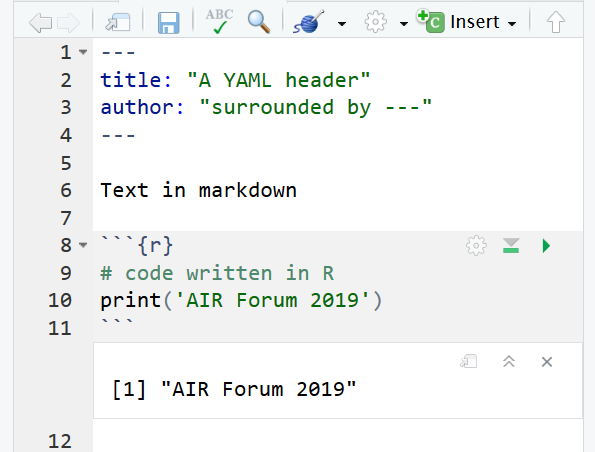 ABC
Insert
1 ---
2 title: "A YAML header"
3 author: "surrounded by ---"
4 ---
5
6 Text in markdown
7
8 ```{r}
9 # code written in R
10 print('AIR Forum 2019')
11 ```
[1] "AIR Forum 2019"
12